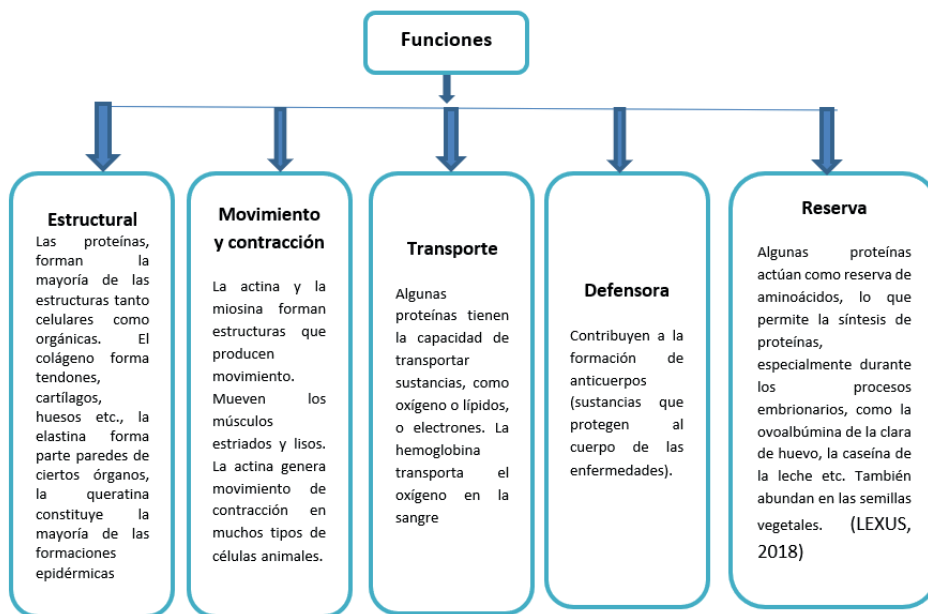 Funciones
Estructural
Las proteínas,
forman la
mayoría de las
estructuras tanto
celulares como
orgánicas. El
colágeno forma
tendones,
cartílagos,
huesos etc., la
elastina forma
parte paredes de
ciertos órganos,
la queratina
constituye la
mayoría de las
formaciones
epidérmicas
Movimiento
y contracción
La actina y la
miosina forman
estructuras que
producen
movimiento.
Mueven los
músculos
estriados y lisos.
La actina genera
movimiento de
contracción en
muchos tipos de
células animales.
Transporte
Algunas
proteínas tienen
la capacidad de
transportar
sustancias, como
oxígeno o lípidos,
o electrones. La
hemoglobina
transporta el
oxígeno en la
sangre
Defensora
Contribuyen a la
formación de
anticuerpos
(sustancias que
protegen al
cuerpo de las
enfermedades).
Reserva
Algunas proteínas
actúan como reserva de
aminoácidos, lo que
permite la síntesis de
proteínas,
especialmente durante
los procesos
embrionarios, como la
ovoalbúmina de la clara
de huevo, la caseína de
la leche etc. También
abundan en las semillas
vegetales. (LEXUS,
2018)